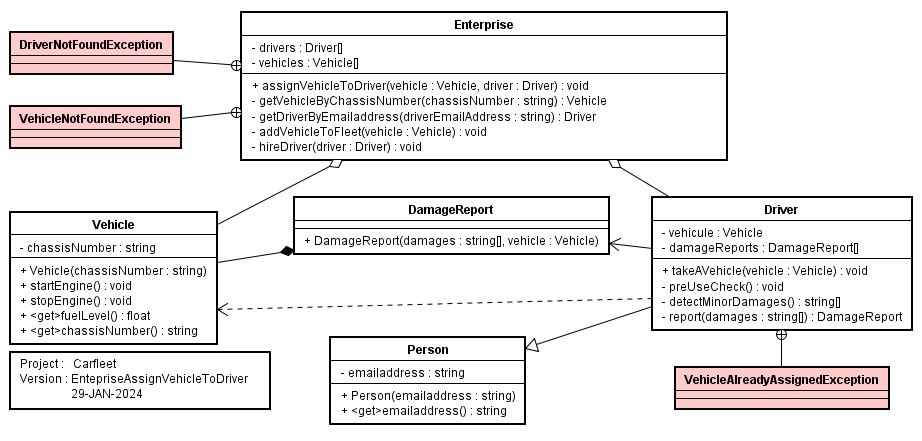 Enterprise
- drivers : Driver[]
- vehicles : Vehicle[]
+ assignVehicleToDriver(vehicle : Vehicle, driver : Driver) : void
- getVehicleByChassisNumber(chassisNumber : string) : Vehicle
- getDriverByEmailaddress(driverEmailAddress : string) : Driver
- addVehicleToFleet(vehicle : Vehicle) : void
- hireDriver(driver : Driver) : void
DriverNotFoundException
VehicleNotFoundException
Vehicle
- chassisNumber : string
+ Vehicle(chassisNumber : string)
+ startEngine() : void
+ stopEngine() : void
+ <get>fuelLevel() : float
+ <get>chassisNumber() : string
DamageReport
+ DamageReport(damages : string[], vehicle : Vehicle)
Driver
- vehicule : Vehicle
- damageReports : DamageReport[]
+ takeAVehicle(vehicle : Vehicle) : void
- preUseCheck() : void
- detectMinorDamages() : string[]
- report(damages : string[]) : DamageReport
Project : Carfleet
Version : EntepriseAssignVehicleToDriver
29-JAN-2024
Person
- emailaddress : string
+ Person(emailaddress : string)
+ <get>emailaddress() : string
VehicleAlreadyAssignedException